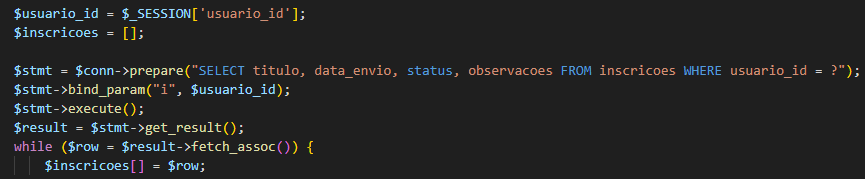 $usuario_id = $_SESSION['usuario_id'];
$inscricoes = [];
$stmt = $conn->prepare("SELECT titulo, data_envio, status, observacoes FROM inscricoes WHERE usuario_id = ?");
$stmt->bind_param("i", $usuario_id);
$stmt->execute();
$result = $stmt->get_result();
while ($row = $result->fetch_assoc()) {
$inscricoes[] = $row;